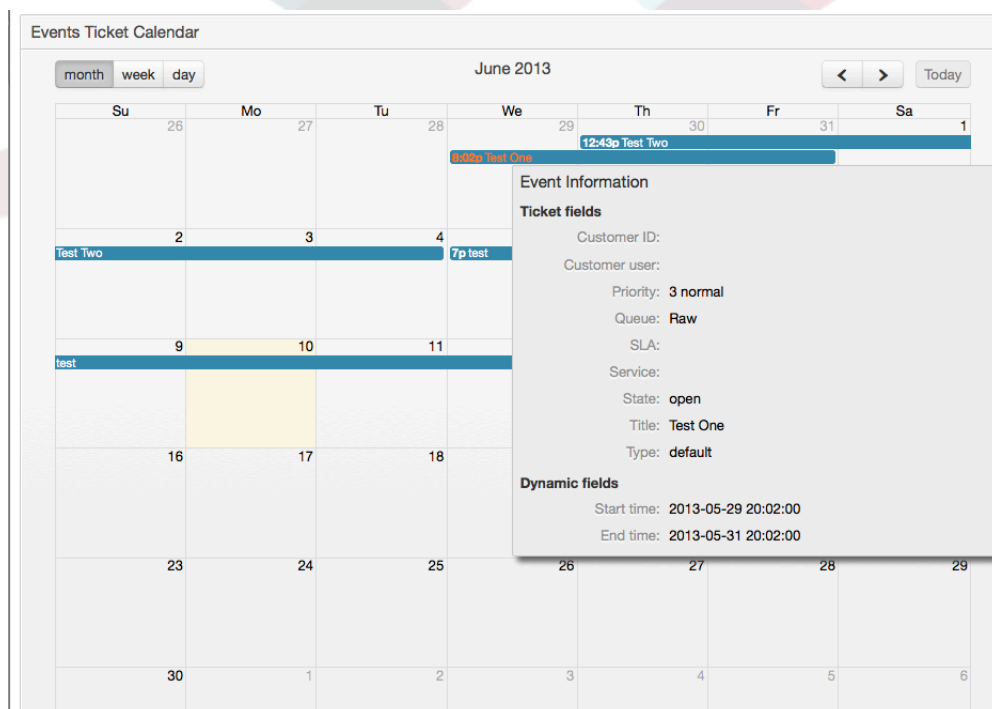 Events Ticket Calendar
month week day June 2013 Today
Su Mo Tu We Th Fr Sa
26 27 28 29 30 31 1
12:43p Test Two
8:02p Test One
Event Information
Ticket fields
Customer ID:
Customer user:
Priority: 3 normal
Queue: Raw
SLA:
Service:
State: open
Title: Test One
Type: default
Dynamic fields
Start time: 2013-05-29 20:02:00
End time: 2013-05-31 20:02:00
2 3 4
Test Two 7p test
9 10 11
test
16 17 18
23 24 25 26 27 28 29
30 1 2 3 4 5 6